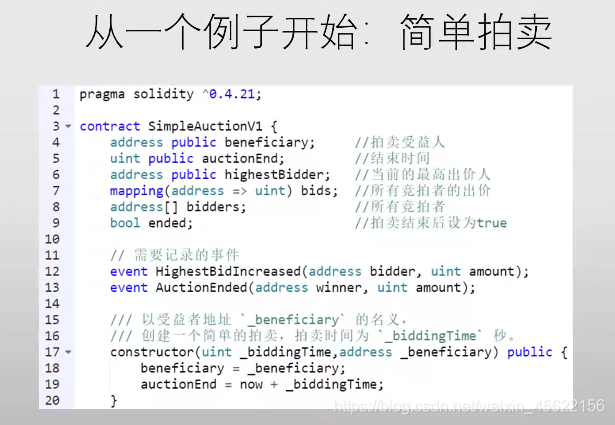 从一个例子开始：简单拍卖
1 pragma solidity ^0.4.21;
2
3 contract SimpleAuctionV1 {
4 address public beneficiary; //拍卖受益人
5 uint public auctionEnd; //结束时间
6 address public highestBidder; //当前的最高出价人
7 mapping(address => uint) bids; //所有竞拍者的出价
8 address[] bidders; //所有竞拍者
9 bool ended; //拍卖结束后设为true
10
11 // 需要记录的事件
12 event HighestBidIncreased(address bidder, uint amount);
13 event AuctionEnded(address winner, uint amount);
14
15 /// 以受益者地址 `_beneficiary` 的名义，
16 /// 创建一个简单的拍卖，拍卖时间为 `_biddingTime` 秒。
17 constructor(uint _biddingTime,address _beneficiary) public {
18 beneficiary = _beneficiary;
19 auctionEnd = now + _biddingTime;
20 }
https://blog.csdn.net/weixin_45622156